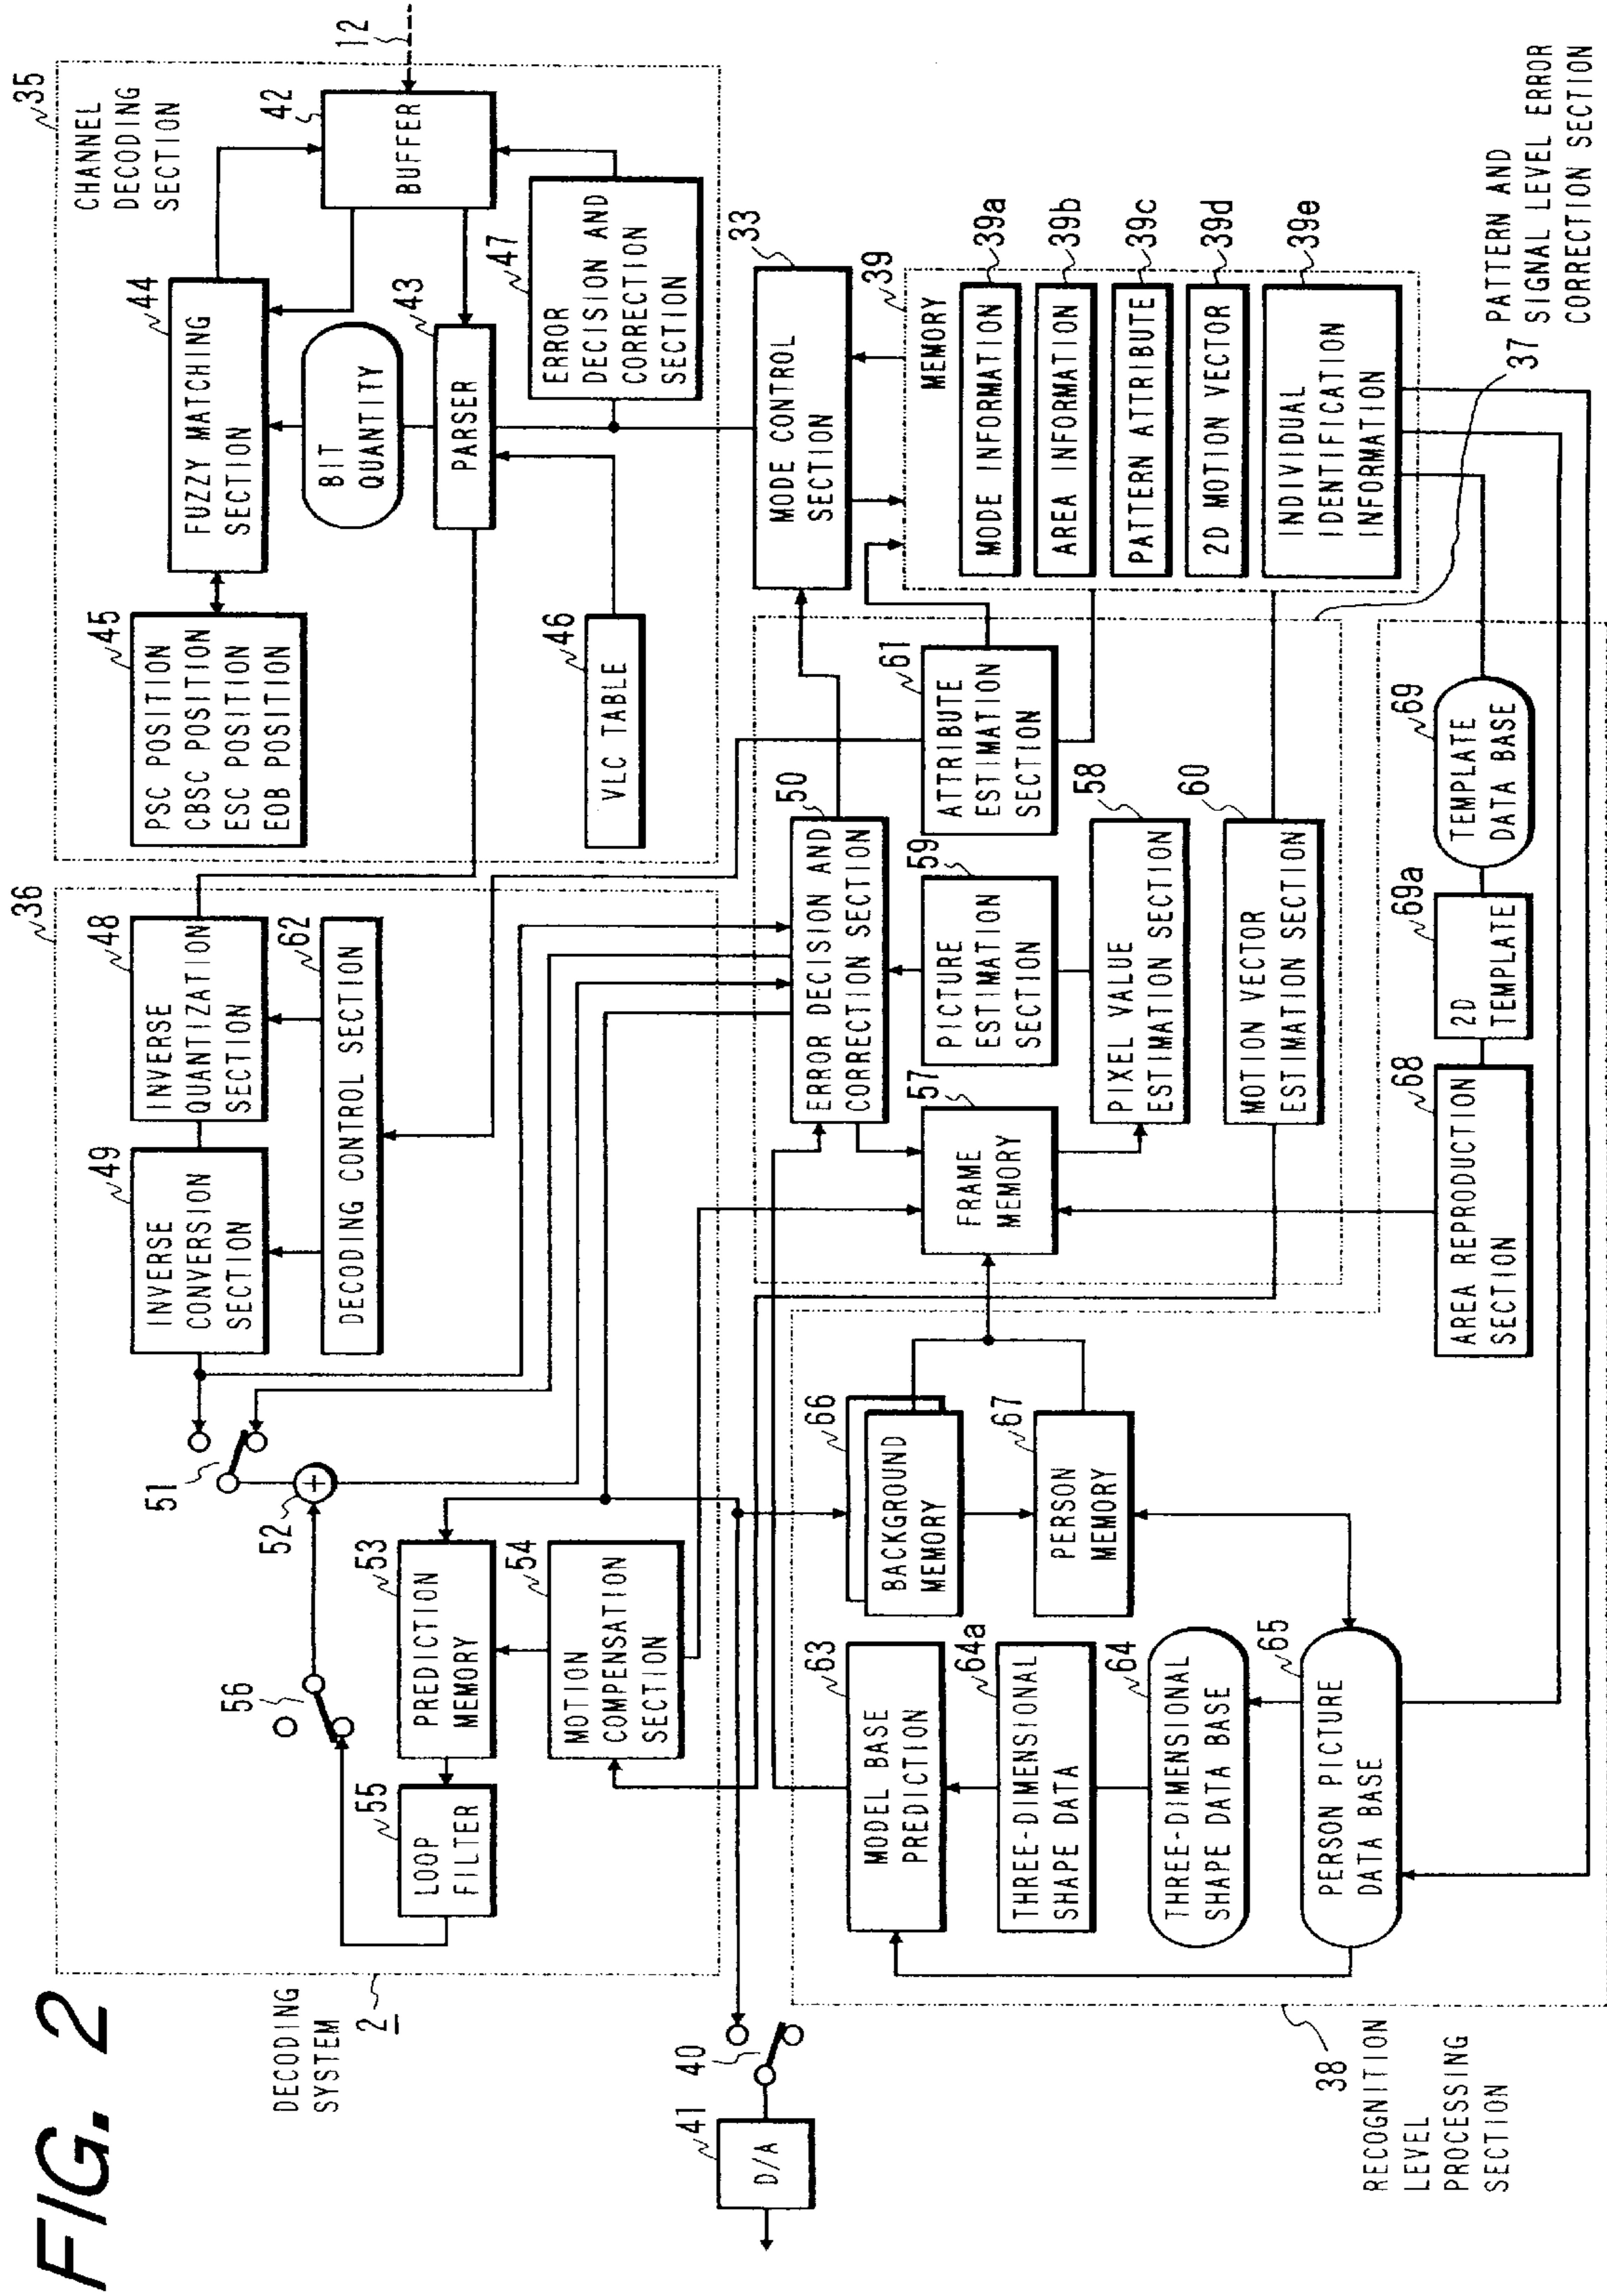 FIG. 2
DECODING
SYSTEM
2
36
35
CHANNEL
DECODING
SECTION
12
42
BUFFER
44
FUZZY MATCHING
SECTION
45
PSC POSITION
CBSC POSITION
ESC POSITION
EOB POSITION
BIT
QUANTITY
43
PARSER
47
ERROR
DECISION AND
CORRECTION
SECTION
46
VLC TABLE
48
INVERSE
QUANTIZATION
SECTION
49
INVERSE
CONVERSION
SECTION
62
DECODING CONTROL SECTION
51
52
+
56
53
PREDICTION
MEMORY
54
MOTION
COMPENSATION
SECTION
55
LOOP
FILTER
40
41
D/A
33
MODE CONTROL
SECTION
39
MEMORY
MODE INFORMATION
39a
AREA INFORMATION
39b
PATTERN ATTRIBUTE
39c
2D MOTION VECTOR
39d
INDIVIDUAL
IDENTIFICATION
INFORMATION
39e
37
PATTERN AND
SIGNAL LEVEL ERROR
CORRECTION SECTION
50
ERROR DECISION AND
CORRECTION SECTION
61
ATTRIBUTE
ESTIMATION
SECTION
59
PICTURE
ESTIMATION
SECTION
57
FRAME
MEMORY
58
PIXEL VALUE
ESTIMATION SECTION
60
MOTION VECTOR
ESTIMATION SECTION
66
BACKGROUND
MEMORY
67
PERSON
MEMORY
63
MODEL BASE
PREDICTION
64a
THREE-DIMENSIONAL
SHAPE DATA
64
THREE-DIMENSIONAL
SHAPE DATA BASE
65
PERSON PICTURE
DATA BASE
68
AREA REPRODUCTION
SECTION
69a
2D
TEMPLATE
69
TEMPLATE
DATA BASE
38
RECOGNITION
LEVEL
PROCESSING
SECTION